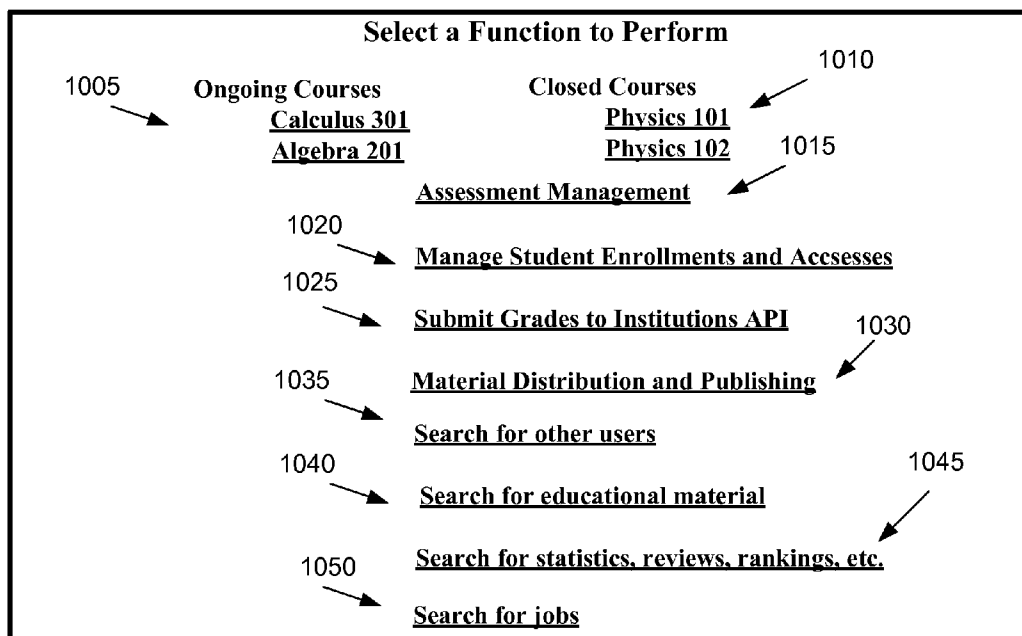 Select a Function to Perform
1005 Ongoing Courses Closed Courses 1010
Calculus 301 Physics 101
Algebra 201 Physics 102 1015
Assessment Management
1020
Manage Student Enrollments and Accsesses
1025
Submit Grades to Institutions API
1030
Material Distribution and Publishing
1035
Search for other users
1040 1045
Search for educational material
Search for statistics, reviews, rankings, etc.
1050
Search for jobs